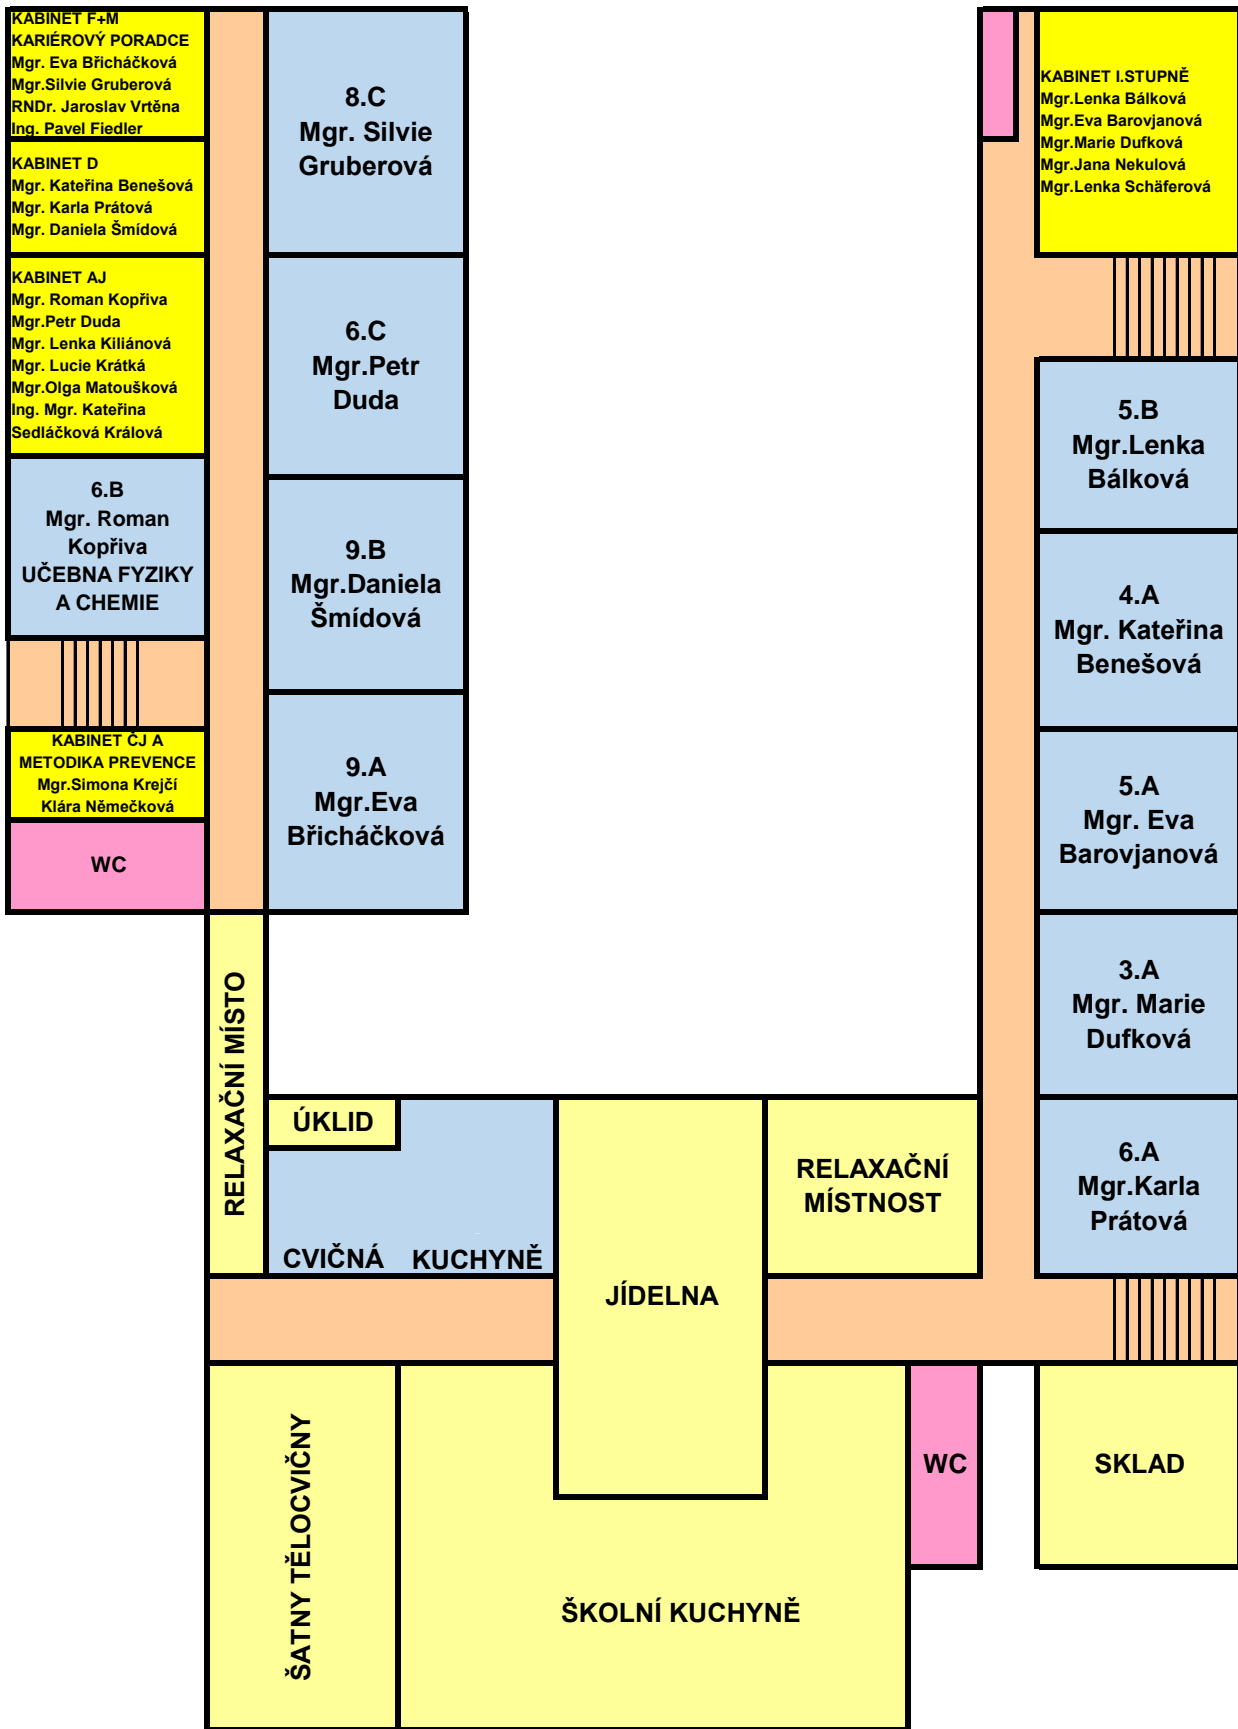 KABINET F+M
KARIÉROVÝ PORADCE
Mgr. Eva Břicháčková
Mgr.Silvie Gruberová
RNDr. Jaroslav Vrtěna
Ing. Pavel Fiedler
KABINET D
Mgr. Kateřina Benešová
Mgr. Karla Prátová
Mgr. Daniela Šmídová
KABINET AJ
Mgr. Roman Kopřiva
Mgr.Petr Duda
Mgr. Lenka Kiliánová
Mgr. Lucie Krátká
Mgr.Olga Matoušková
Ing. Mgr. Kateřina
Sedláčková Králová
6.B
Mgr. Roman
Kopřiva
UČEBNA FYZIKY
A CHEMIE
KABINET ČJ A
METODIKA PREVENCE
Mgr.Simona Krejčí
Klára Němečková
WC
8.C
Mgr. Silvie
Gruberová
6.C
Mgr.Petr
Duda
9.B
Mgr.Daniela
Šmídová
9.A
Mgr.Eva
Břicháčková
KABINET I.STUPNĚ
Mgr.Lenka Bálková
Mgr.Eva Barovjanová
Mgr.Marie Dufková
Mgr.Jana Nekulová
Mgr.Lenka Schäferová
5.B
Mgr.Lenka
Bálková
4.A
Mgr. Kateřina
Benešová
5.A
Mgr. Eva
Barovjanová
3.A
Mgr. Marie
Dufková
6.A
Mgr.Karla
Prátová
RELAXAČNÍ MÍSTO
ÚKLID
CVIČNÁ KUCHYNĚ
JÍDELNA
RELAXAČNÍ
MÍSTNOST
ŠATNY TĚLOCVIČNY
ŠKOLNÍ KUCHYNĚ
WC
SKLAD